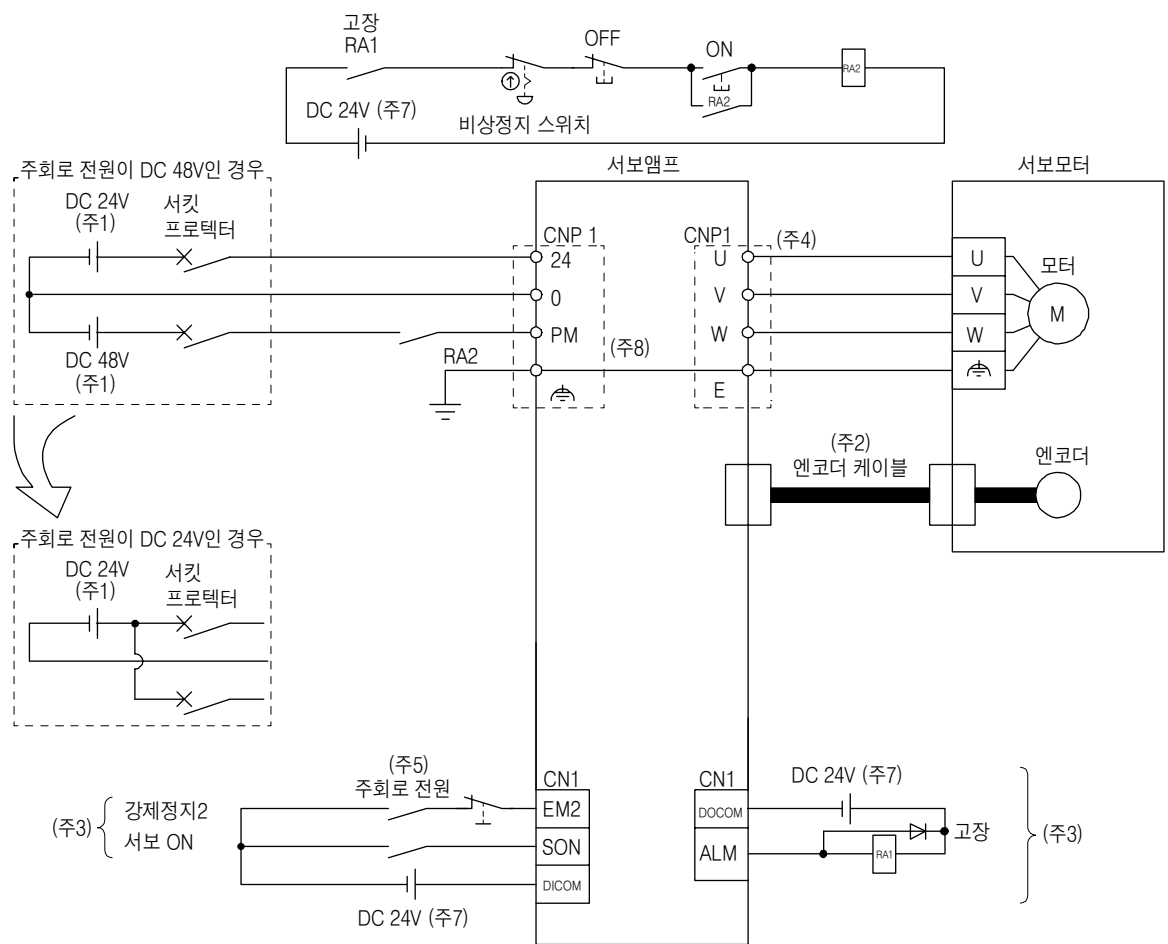 고장
RA1
OFF
ON
RA2
RA2
DC 24V (주7)
비상정지 스위치
주회로 전원이 DC 48V인 경우
서보앰프
서보모터
DC 24V
(주1)
서킷
프로텍터
CNP 1
CNP1
(주4)
24
U
U
모터
0
V
V
M
PM
W
W
DC 48V
(주1)
RA2
(주8)
E
(주2)
엔코더 케이블
엔코더
주회로 전원이 DC 24V인 경우
DC 24V
(주1)
서킷
프로텍터
(주5)
주회로 전원
CN1
CN1
DC 24V (주7)
(주3)
강제정지2
서보 ON
EM2
DOCOM
고장
(주3)
SON
ALM
RA1
DICOM
DC 24V (주7)